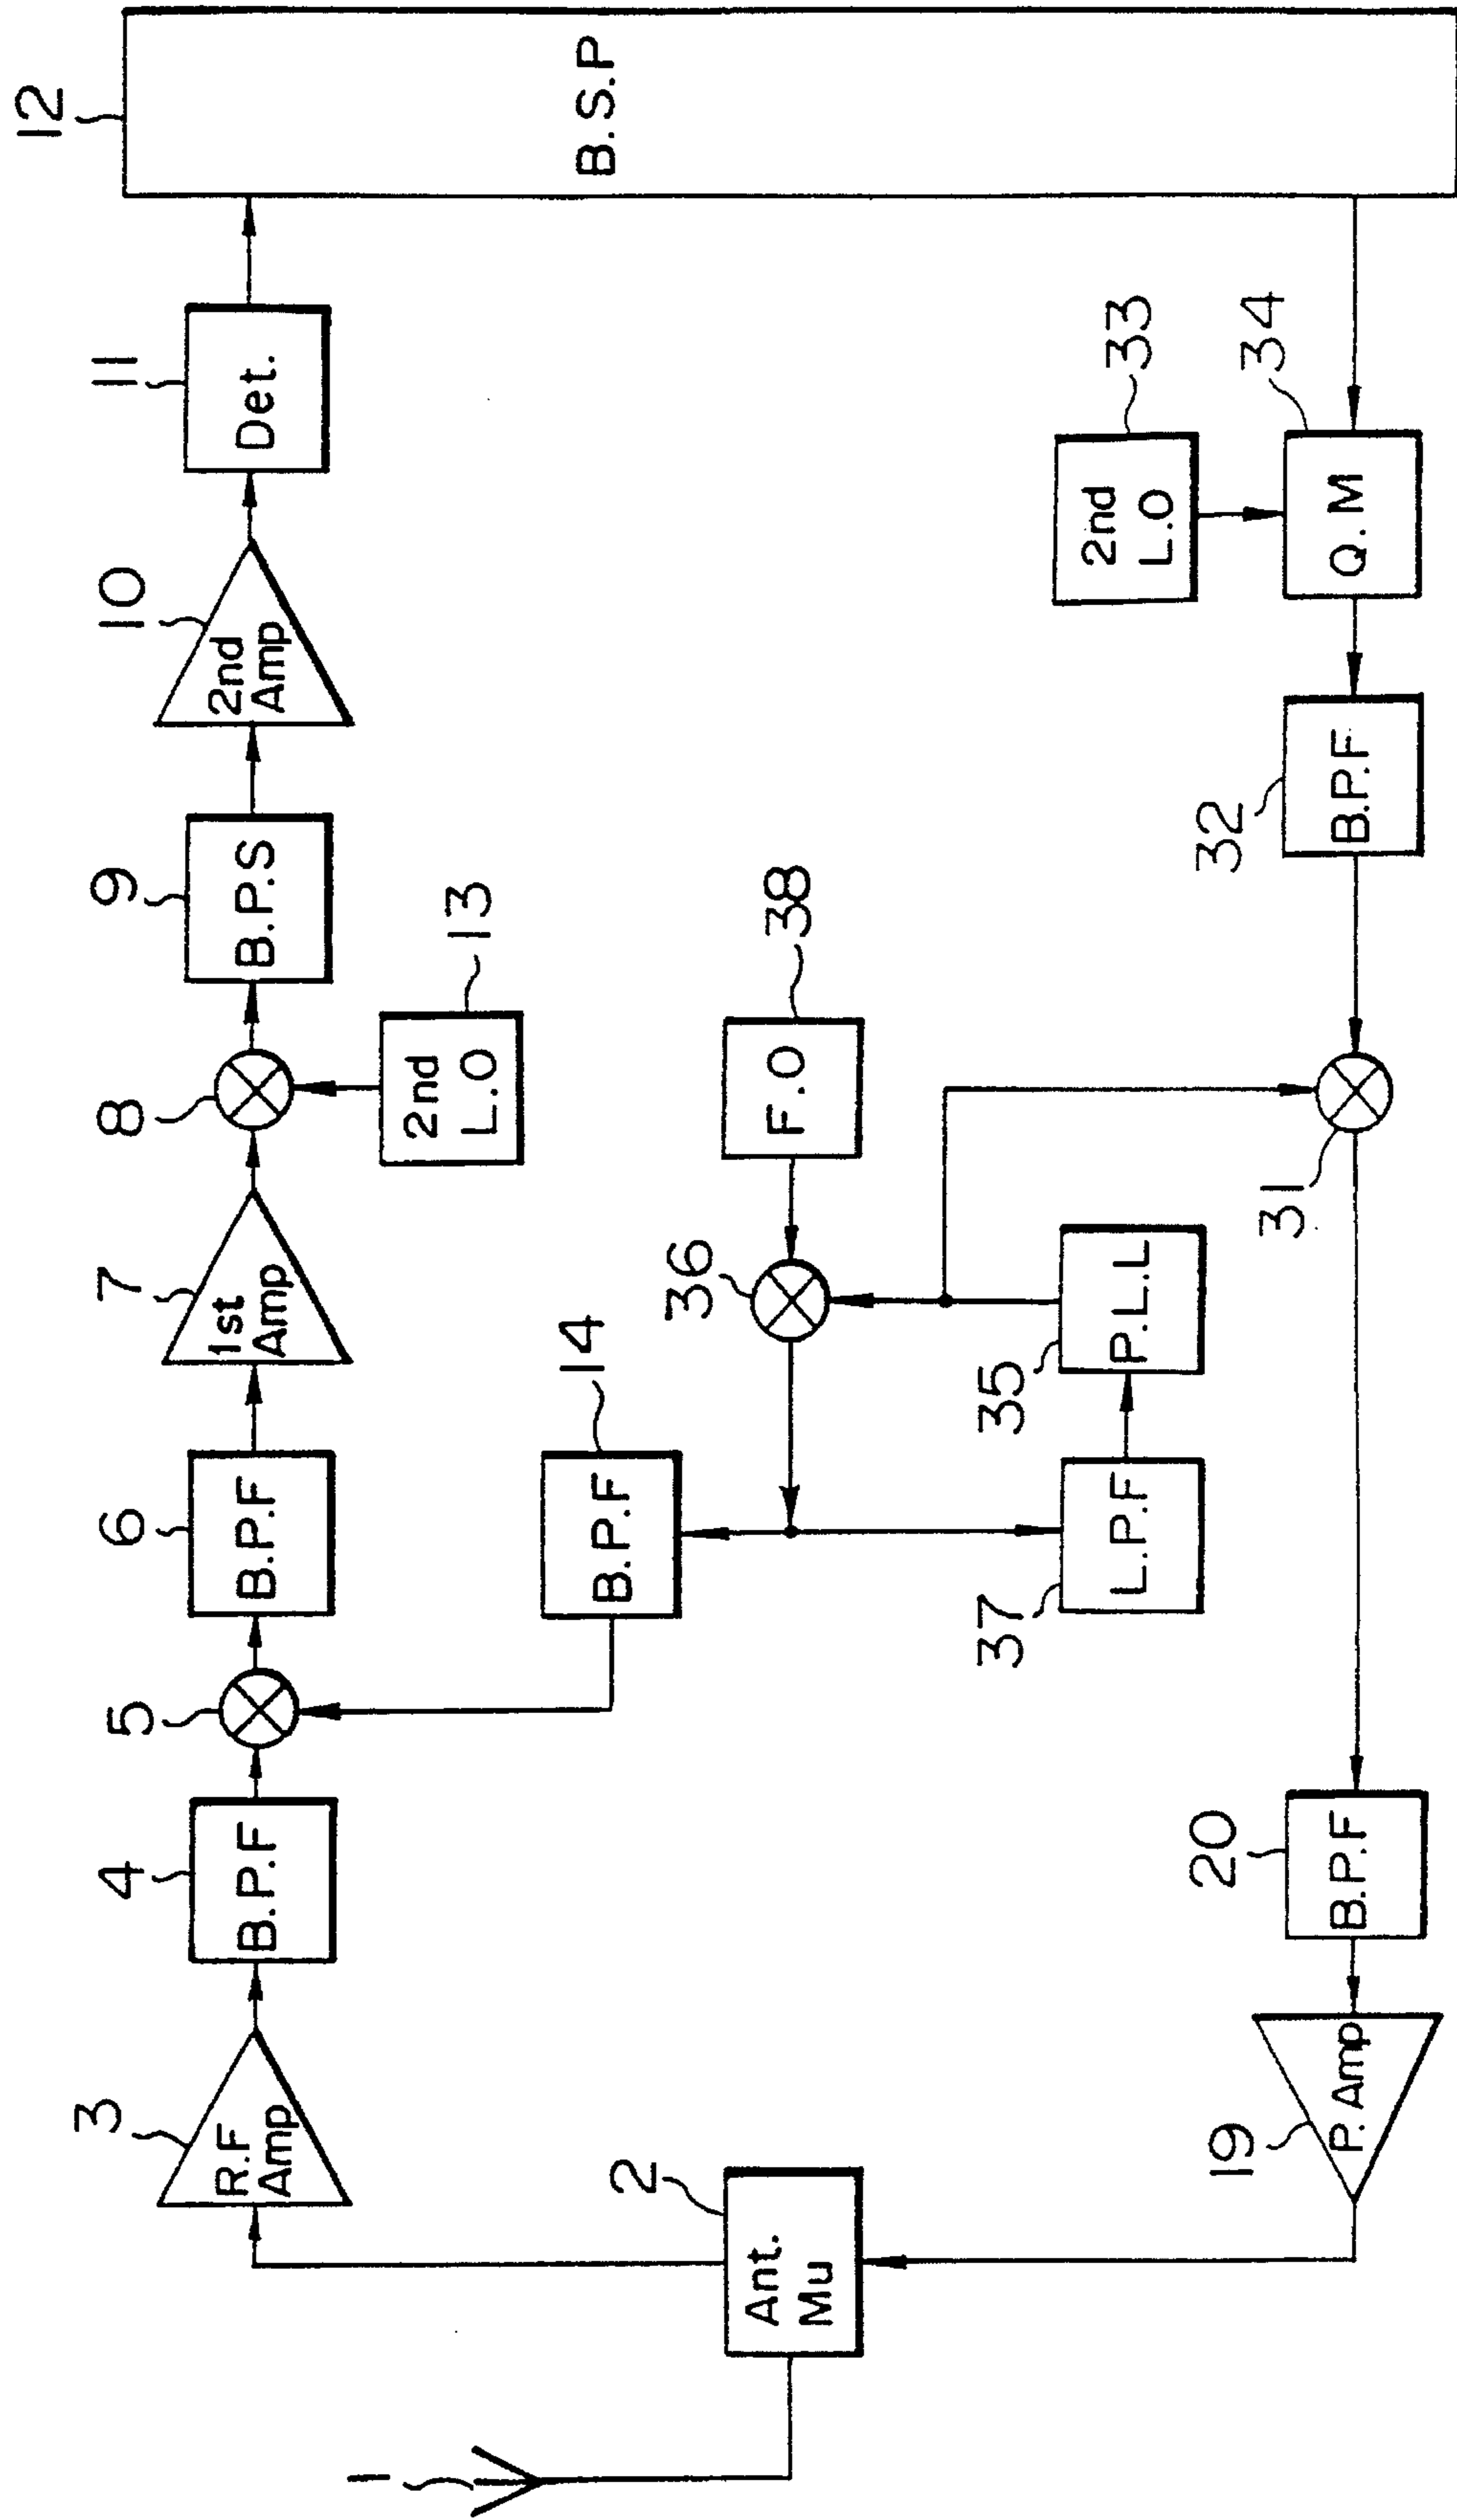 1
2
Ant.
Mu
3
R.F
Amp
4
B.P.F
5
6
B.P.F
7
1st
Amp
8
9
B.P.S
10
2nd
Amp
11
Det.
12
B.S.P
13
2nd
L.O
14
B.P.F
36
38
F.O
37
L.P.F
35
P.L.L
33
2nd
L.O
19
P.Amp
20
B.P.F
31
32
B.P.F
34
Q.M